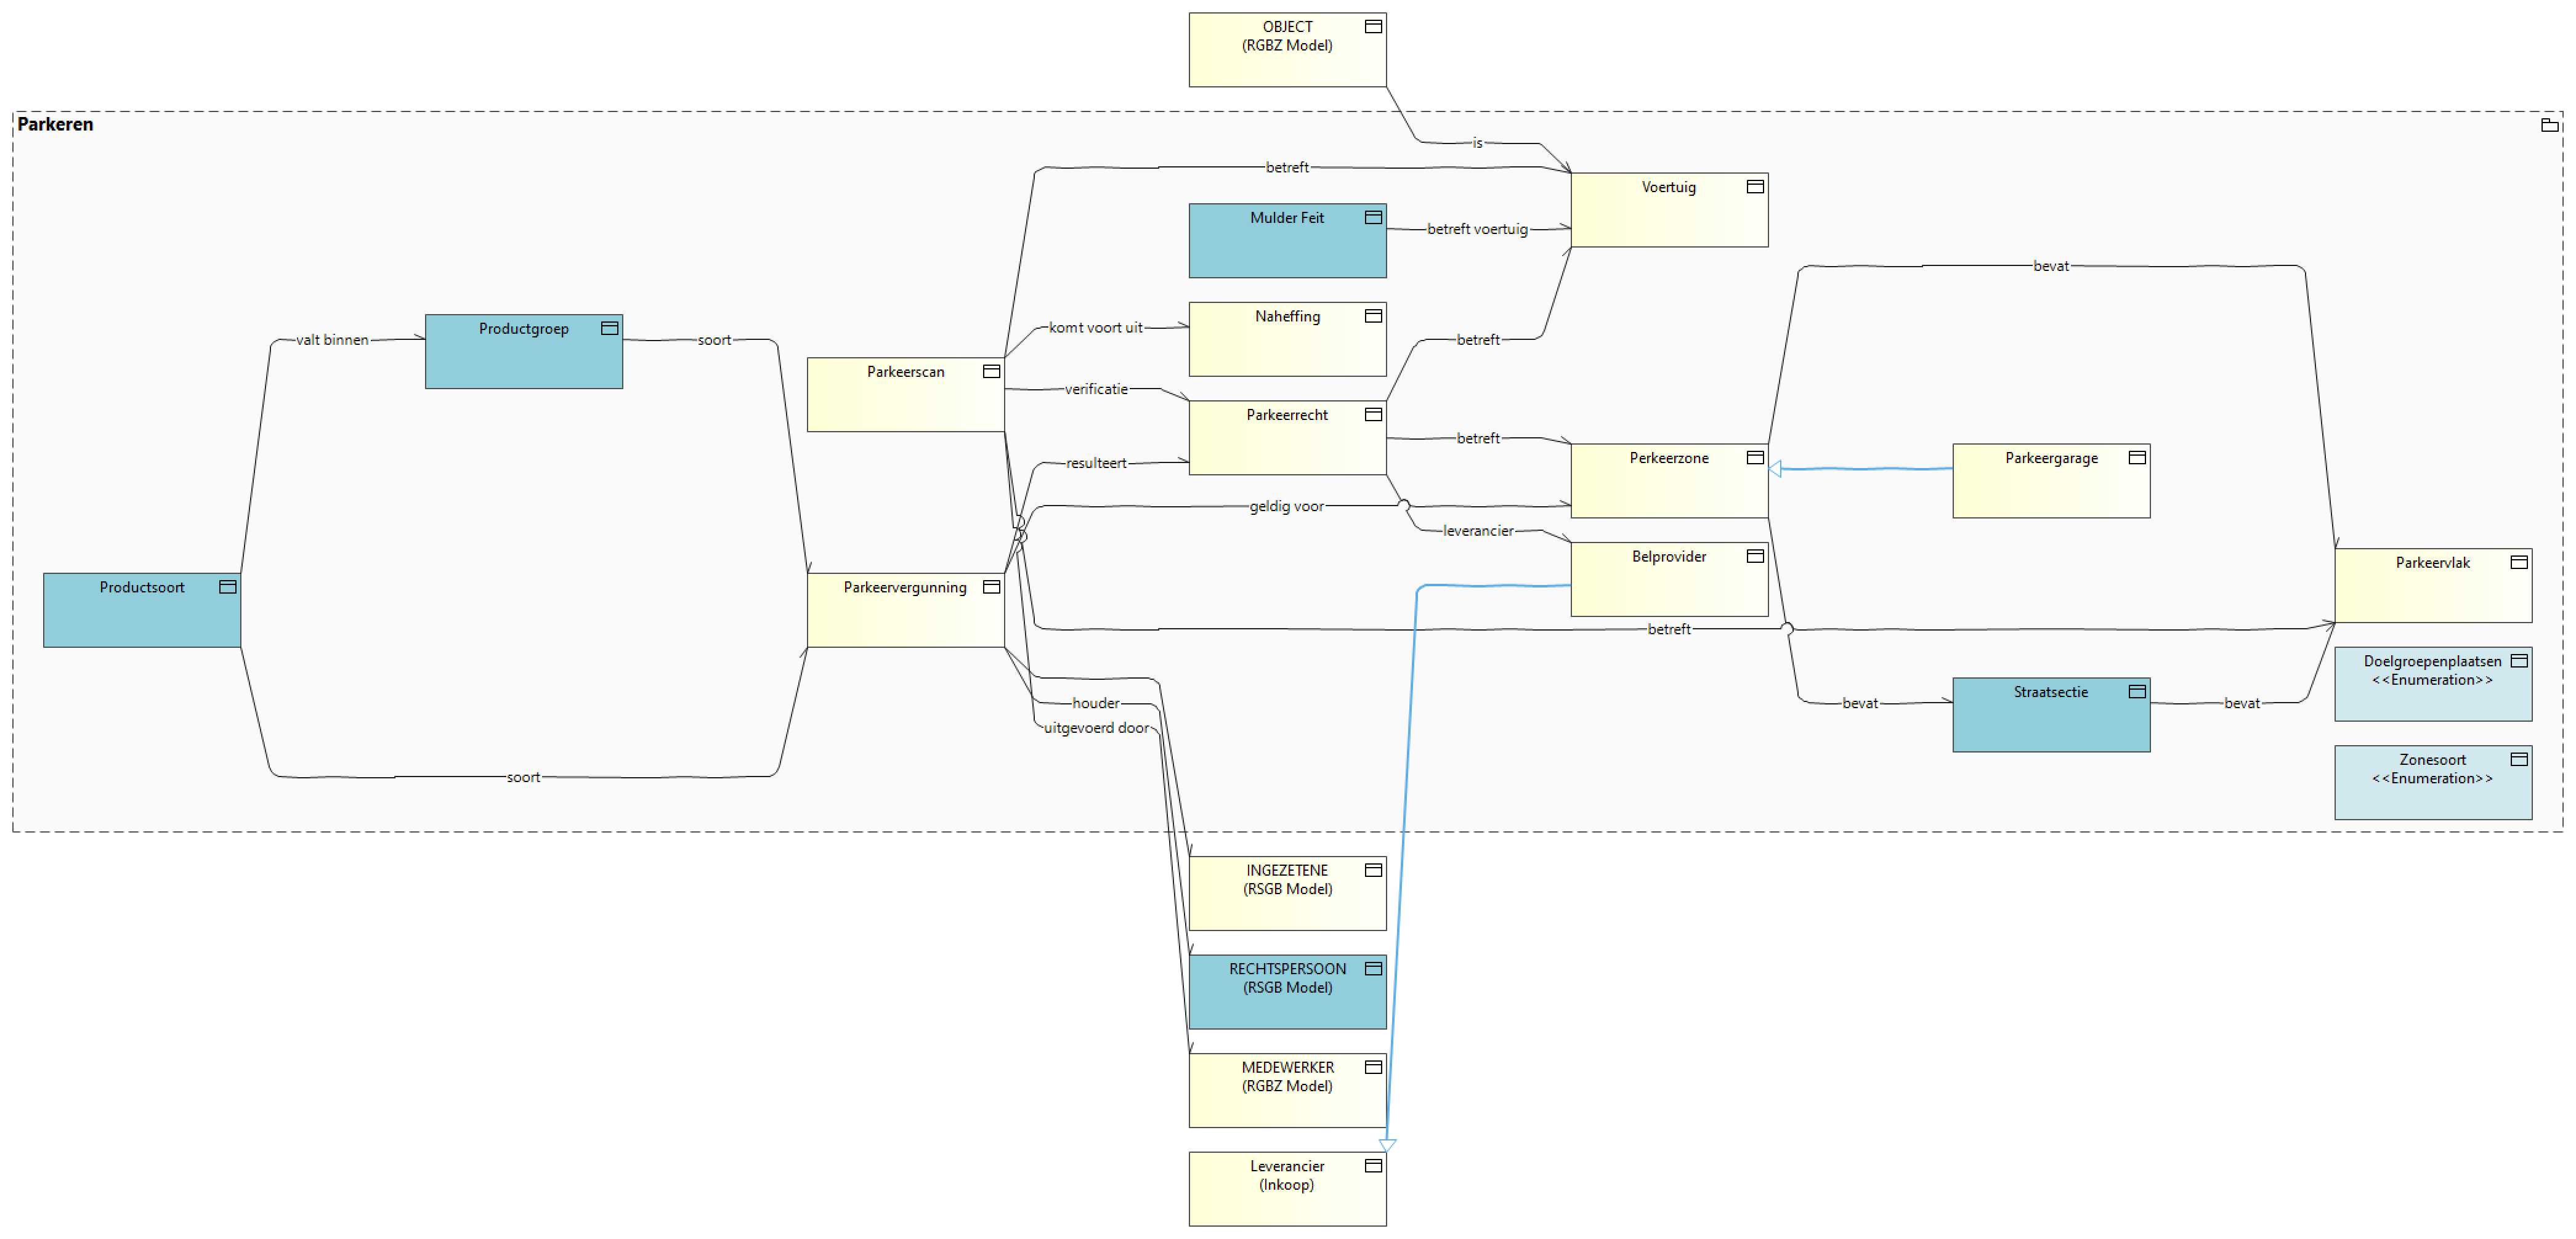 OBJECT
(RGBZ Model)
Parkeren
is
betreft
Voertuig
Mulder Feit
betreft voertuig
bevat
Naheffing
komt voort uit
Productgroep
valt binnen
soort
betreft
Parkeerscan
verificatie
Parkeerrecht
betreft
Perkeerzone
Parkeergarage
resulteert
geldig voor
leverancier
Belprovider
Parkeervlak
Productsoort
Parkeervergunning
betreft
Doelgroepenplaatsen
<<Enumeration>>
Straatsectie
houder
bevat
bevat
uitgevoerd door
Zonesoort
<<Enumeration>>
soort
INGEZETENE
(RSGB Model)
RECHTSPERSOON
(RSGB Model)
MEDEWERKER
(RGBZ Model)
Leverancier
(Inkoop)